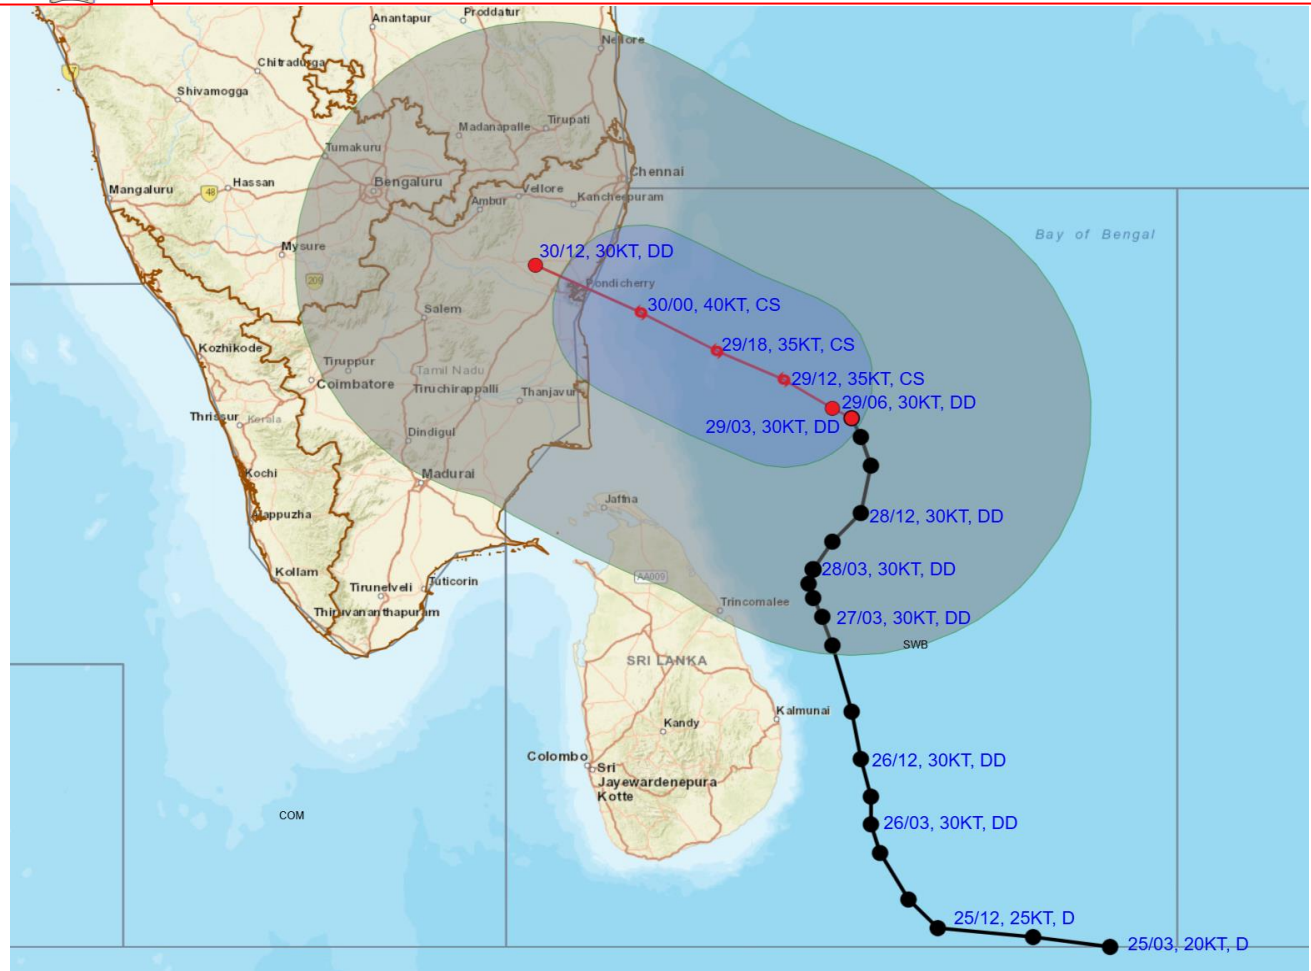 Anantapur
Proddatur
Nellore
Chitradurga
Shivamogga
Tirupati
Madanapalle
Tumakuru
Chennai
Mangaluru
48
Hassan
Bengaluru
Vellore
Kancheepuram
Ambur
Bay of Bengal
Mysure
30/12, 30KT, DD
209
Pondicherry
Salem
30/00, 40KT, CS
Kozhikode
29/18, 35KT, CS
Tiruppur
Tamil Nadu
Coimbatore
29/12, 35KT, CS
Tiruchirappalli
Thanjavur
29/06, 30KT, DD
Thrissur
Kerala
29/03, 30KT, DD
Dindigul
Kochi
Madurai
Jaffna
Alappuzha
28/12, 30KT, DD
Kollam
28/03, 30KT, DD
AA009
Tirunelveli
Tuticorin
Trincomalee
Thiruvananthapuram
27/03, 30KT, DD
SWB
SRI LANKA
Kalmunai
Kandy
Colombo
Sri
Jayewardenepura
Kotte
26/12, 30KT, DD
COM
26/03, 30KT, DD
25/12, 25KT, D
25/03, 20KT, D